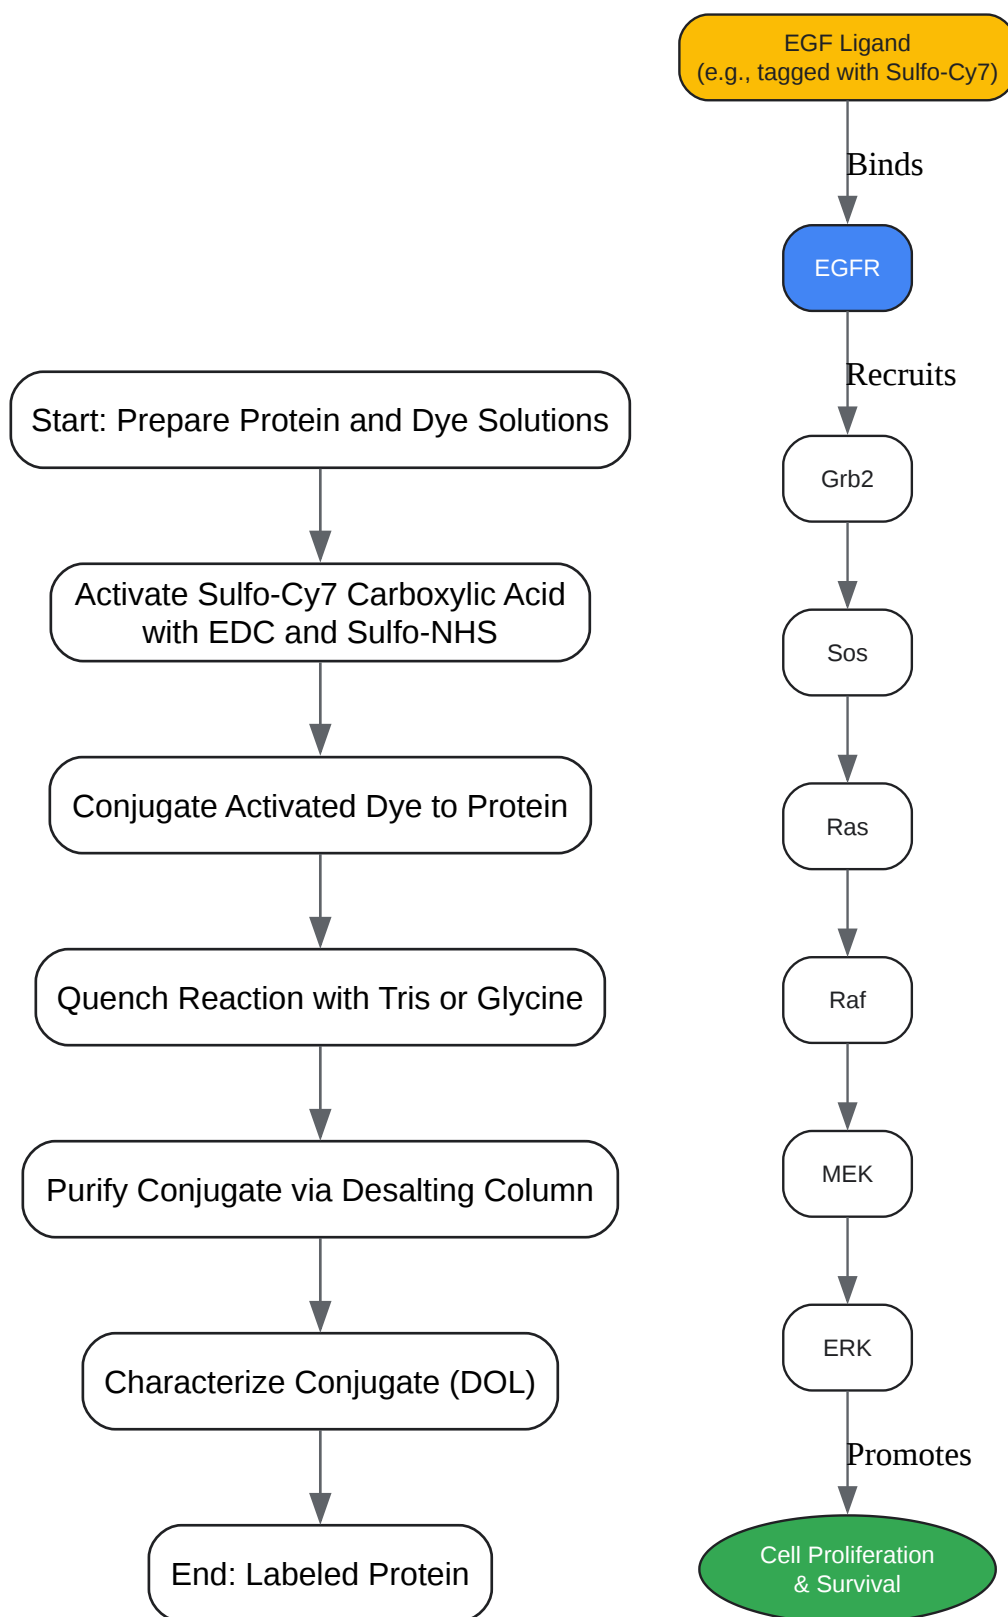 Start: Prepare Protein and Dye Solutions
Activate Sulfo-Cy7 Carboxylic Acid
with EDC and Sulfo-NHS
Conjugate Activated Dye to Protein
Quench Reaction with Tris or Glycine
Purify Conjugate via Desalting Column
Characterize Conjugate (DOL)
End: Labeled Protein
EGF Ligand
(e.g., tagged with Sulfo-Cy7)
Binds
EGFR
Recruits
Grb2
Sos
Ras
Raf
MEK
ERK
Promotes
Cell Proliferation
& Survival